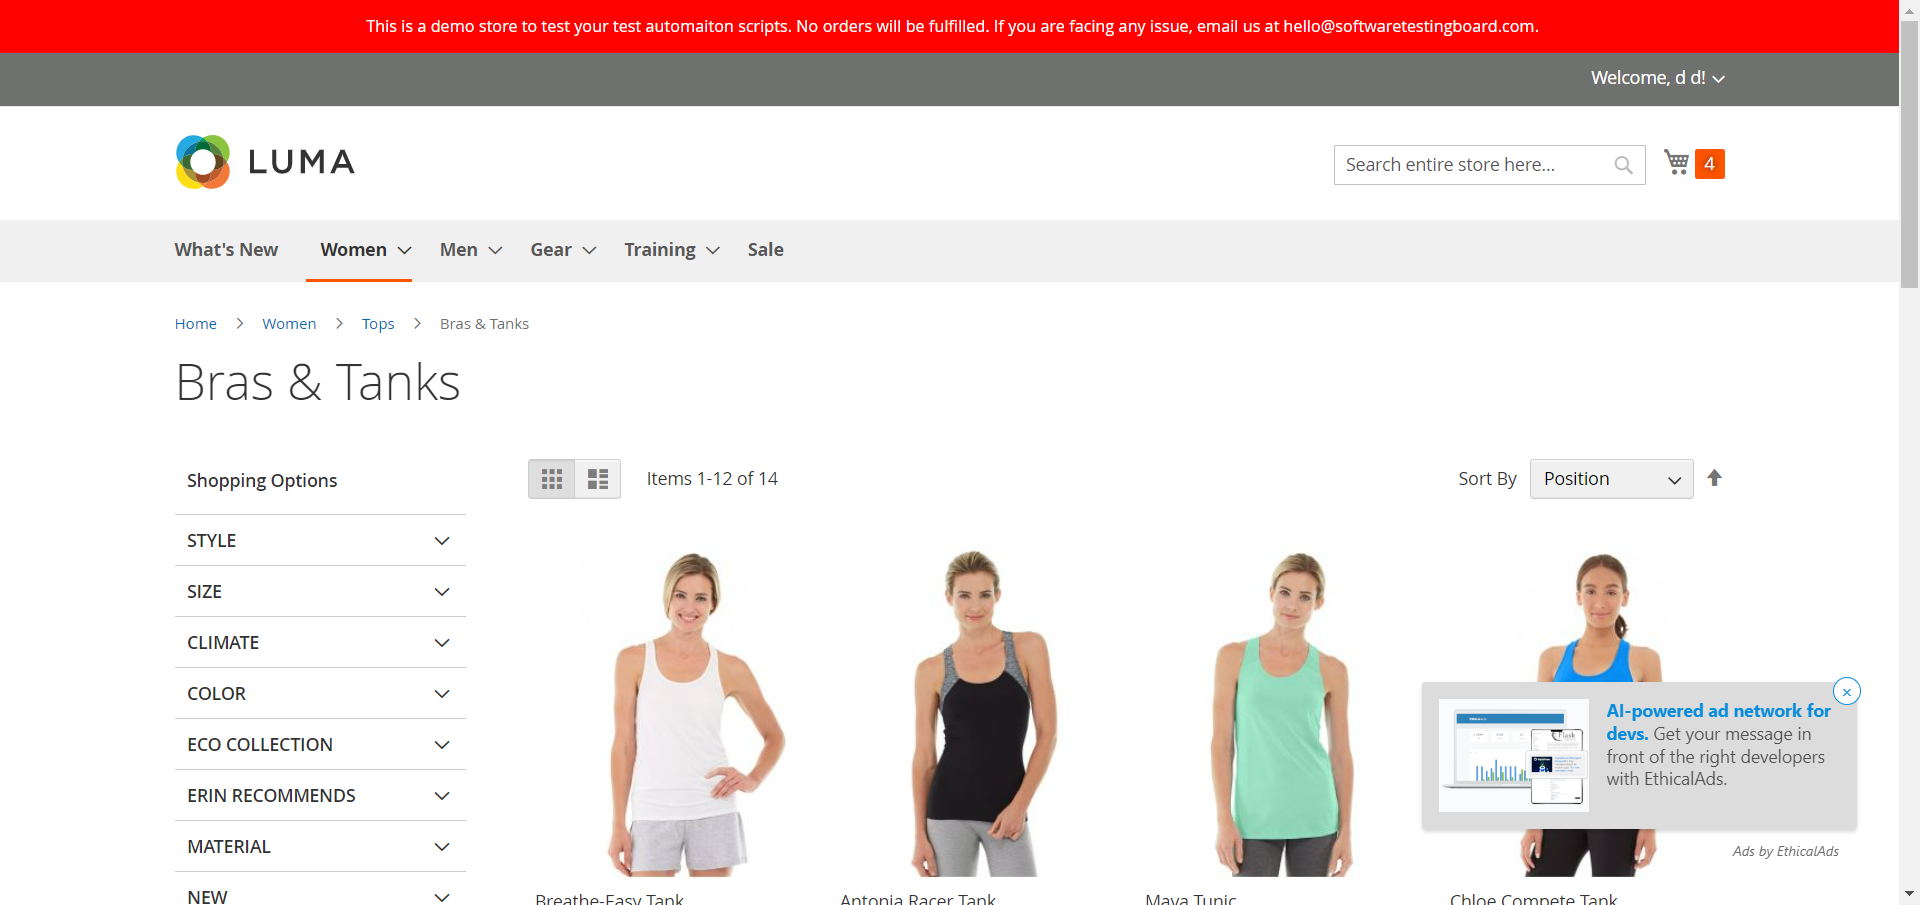 This is a demo store to test your test automaiton scripts. No orders will be fulfilled. If you are facing any issue, email us at hello@softwaretestingboard.com.
Welcome, d d!
LUMA
Search entire store here...
4
What's New
Women
Men
Gear
Training
Sale
Home
Women
Tops
Bras & Tanks
Bras & Tanks
Shopping Options
STYLE
SIZE
CLIMATE
COLOR
ECO COLLECTION
ERIN RECOMMENDS
MATERIAL
NEW
Items 1-12 of 14
Sort By
Position
Breathe-Easy Tank
Antonia Racer Tank
Maya Tunic
Chloe Compete Tank
AI-powered ad network for
devs. Get your message in
front of the right developers
with EthicalAds.
Ads by EthicalAds